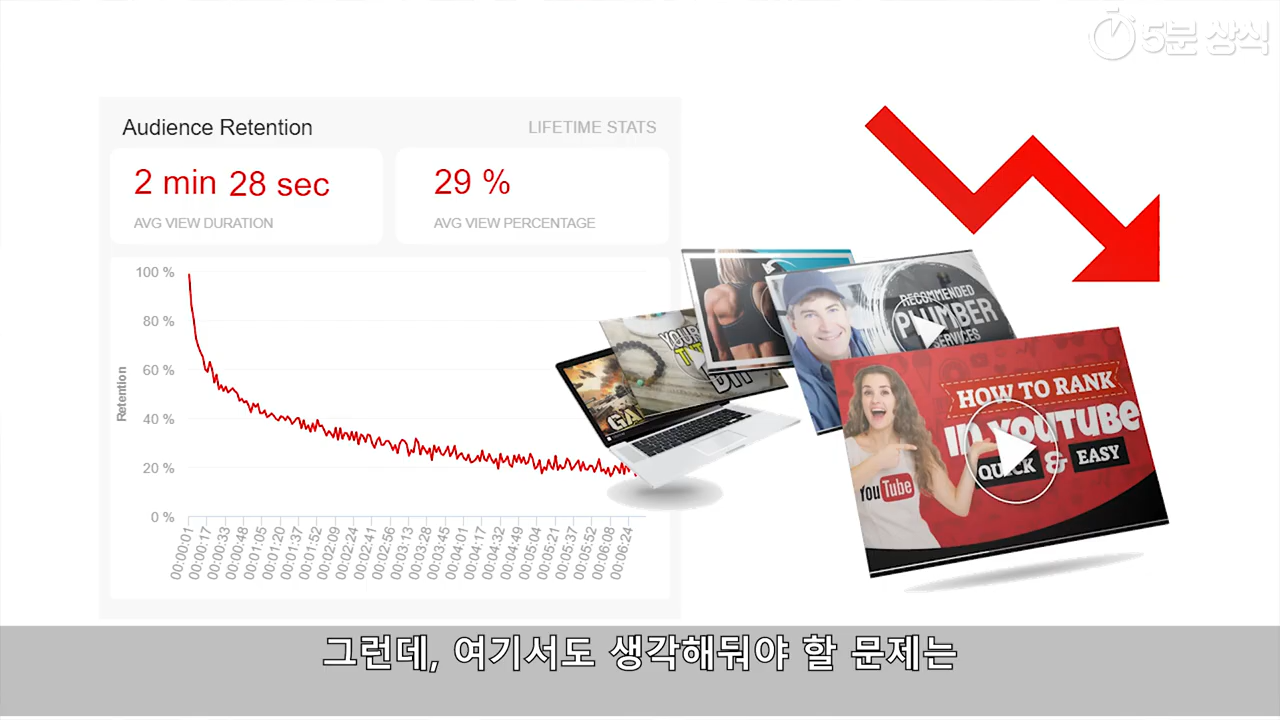 5분 상식
Audience Retention
LIFETIME STATS
2 min 28 sec
AVG VIEW DURATION
29 %
AVG VIEW PERCENTAGE
100 %
80 %
60 %
40 %
20 %
0 %
Retention
00:00:01
00:00:17
00:00:33
00:00:48
00:01:05
00:01:20
00:01:37
00:01:52
00:02:09
00:02:24
00:02:41
00:02:56
00:03:13
00:03:28
00:03:45
00:04:01
00:04:17
00:04:32
00:04:49
00:05:04
00:05:21
00:05:37
00:05:52
00:06:08
00:06:24
GA
YOUR
DIY
RECOMMENDED
PLUMBER
SERVICES
HOW TO RANK
IN YOUTUBE
QUICK & EASY
You Tube
그런데, 여기서도 생각해둬야 할 문제는